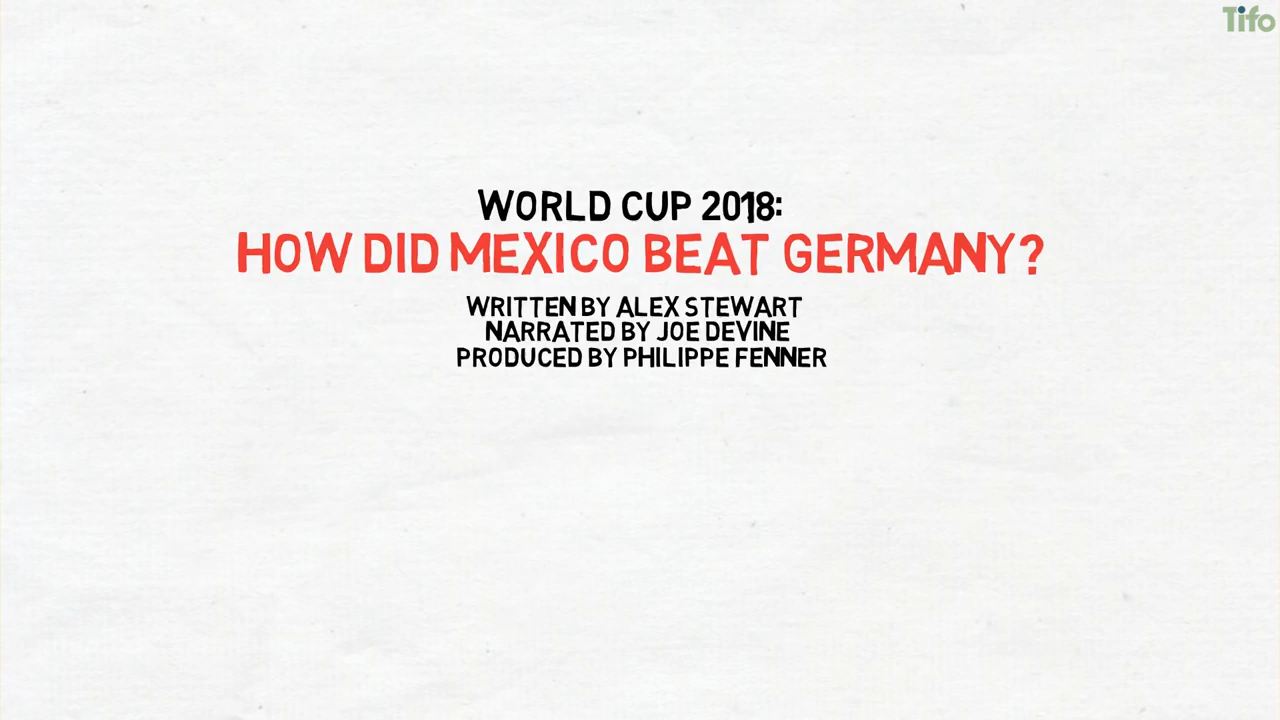 Tifo
WORLD CUP 2018:
HOW DID MEXICO BEAT GERMANY?
WRITTEN BY ALEX STEWART
NARRATED BY JOE DEVINE
PRODUCED BY PHILIPPE FENNER